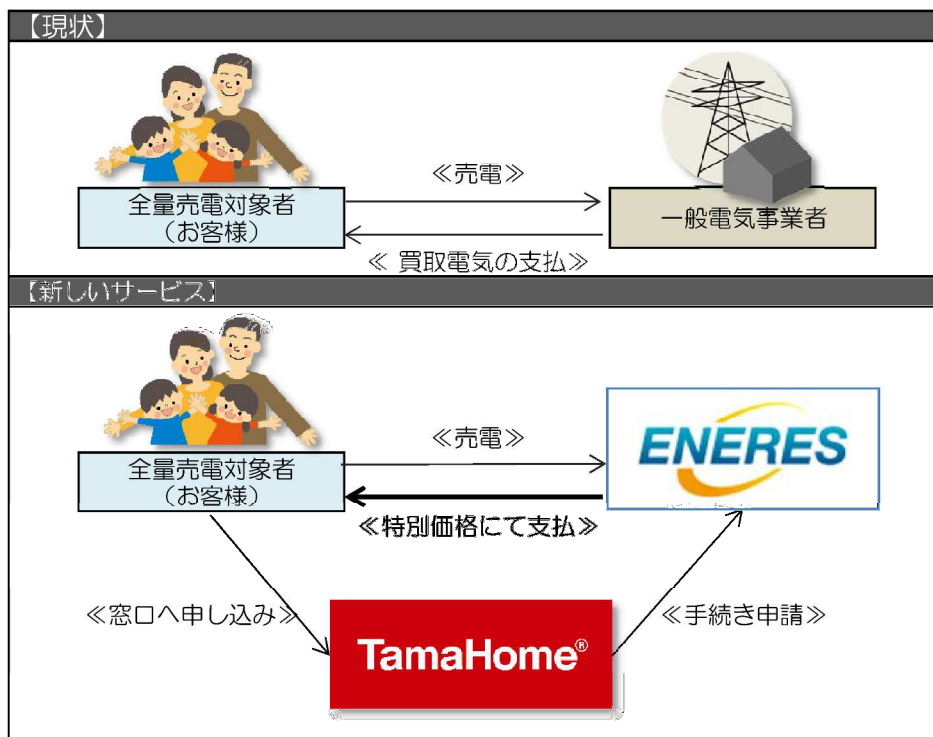 【現状】
≪売電≫
全量売電対象者
（お客様）
一般電気事業者
≪ 買取電気の支払≫
【新しいサービス】
≪売電≫
ENERES
全量売電対象者
（お客様）
≪特別価格にて支払≫
≪窓口へ申し込み≫
≪手続き申請≫
TamaHome®